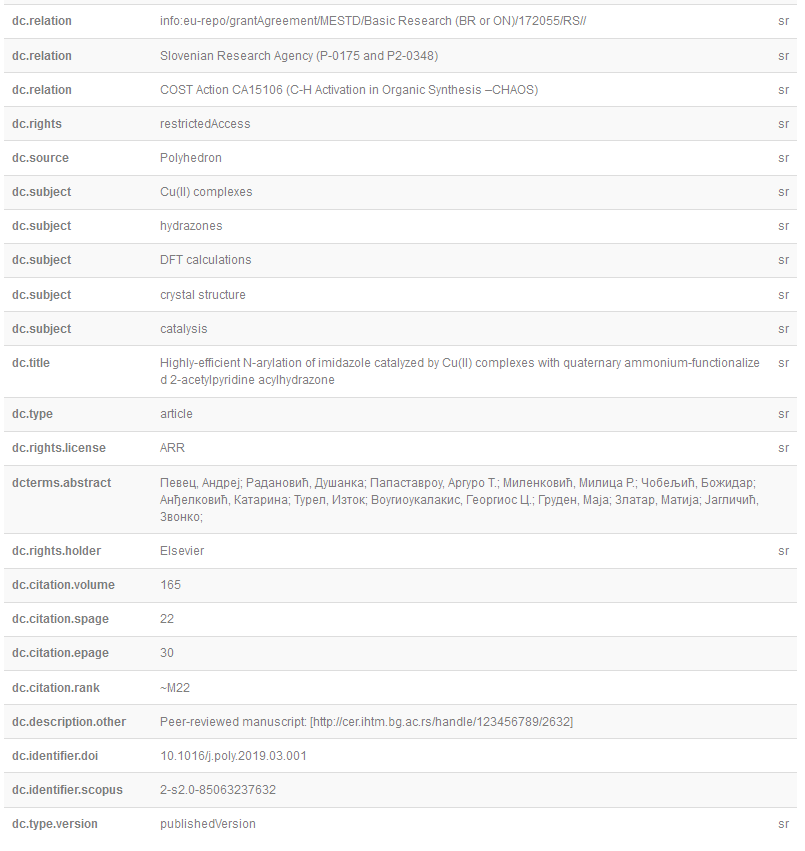 dc.relation info:eu-repo/grantAgreement/MESTD/Basic Research (BR or ON)/172055/RS// sr
dc.relation Slovenian Research Agency (P-0175 and P2-0348) sr
dc.relation COST Action CA15106 (C-H Activation in Organic Synthesis –CHAOS) sr
dc.rights restrictedAccess sr
dc.source Polyhedron sr
dc.subject Cu(II) complexes sr
dc.subject hydrazones sr
dc.subject DFT calculations sr
dc.subject crystal structure sr
dc.subject catalysis sr
dc.title Highly-efficient N-arylation of imidazole catalyzed by Cu(II) complexes with quaternary ammonium-functionalize sr
d 2-acetylpyridine acylhydrazone
dc.type article sr
dc.rights.license ARR sr
dcterms.abstract Певец, Андреј; Радановић, Душанка; Папаставроу, Аргyро Т.; Миленковић, Милица Р.; Чобељић, Божидар;
Анђелковић, Катарина; Турел, Изток; Воугиоукалакис, Георгиос Ц.; Груден, Маја; Златар, Матија; Јагличић,
Звонко;
dc.rights.holder Elsevier sr
dc.citation.volume 165
dc.citation.spage 22
dc.citation.epage 30
dc.citation.rank ~M22
dc.description.other Peer-reviewed manuscript: [http://cer.ihtm.bg.ac.rs/handle/123456789/2632]
dc.identifier.doi 10.1016/j.poly.2019.03.001
dc.identifier.scopus 2-s2.0-85063237632
dc.type.version publishedVersion sr